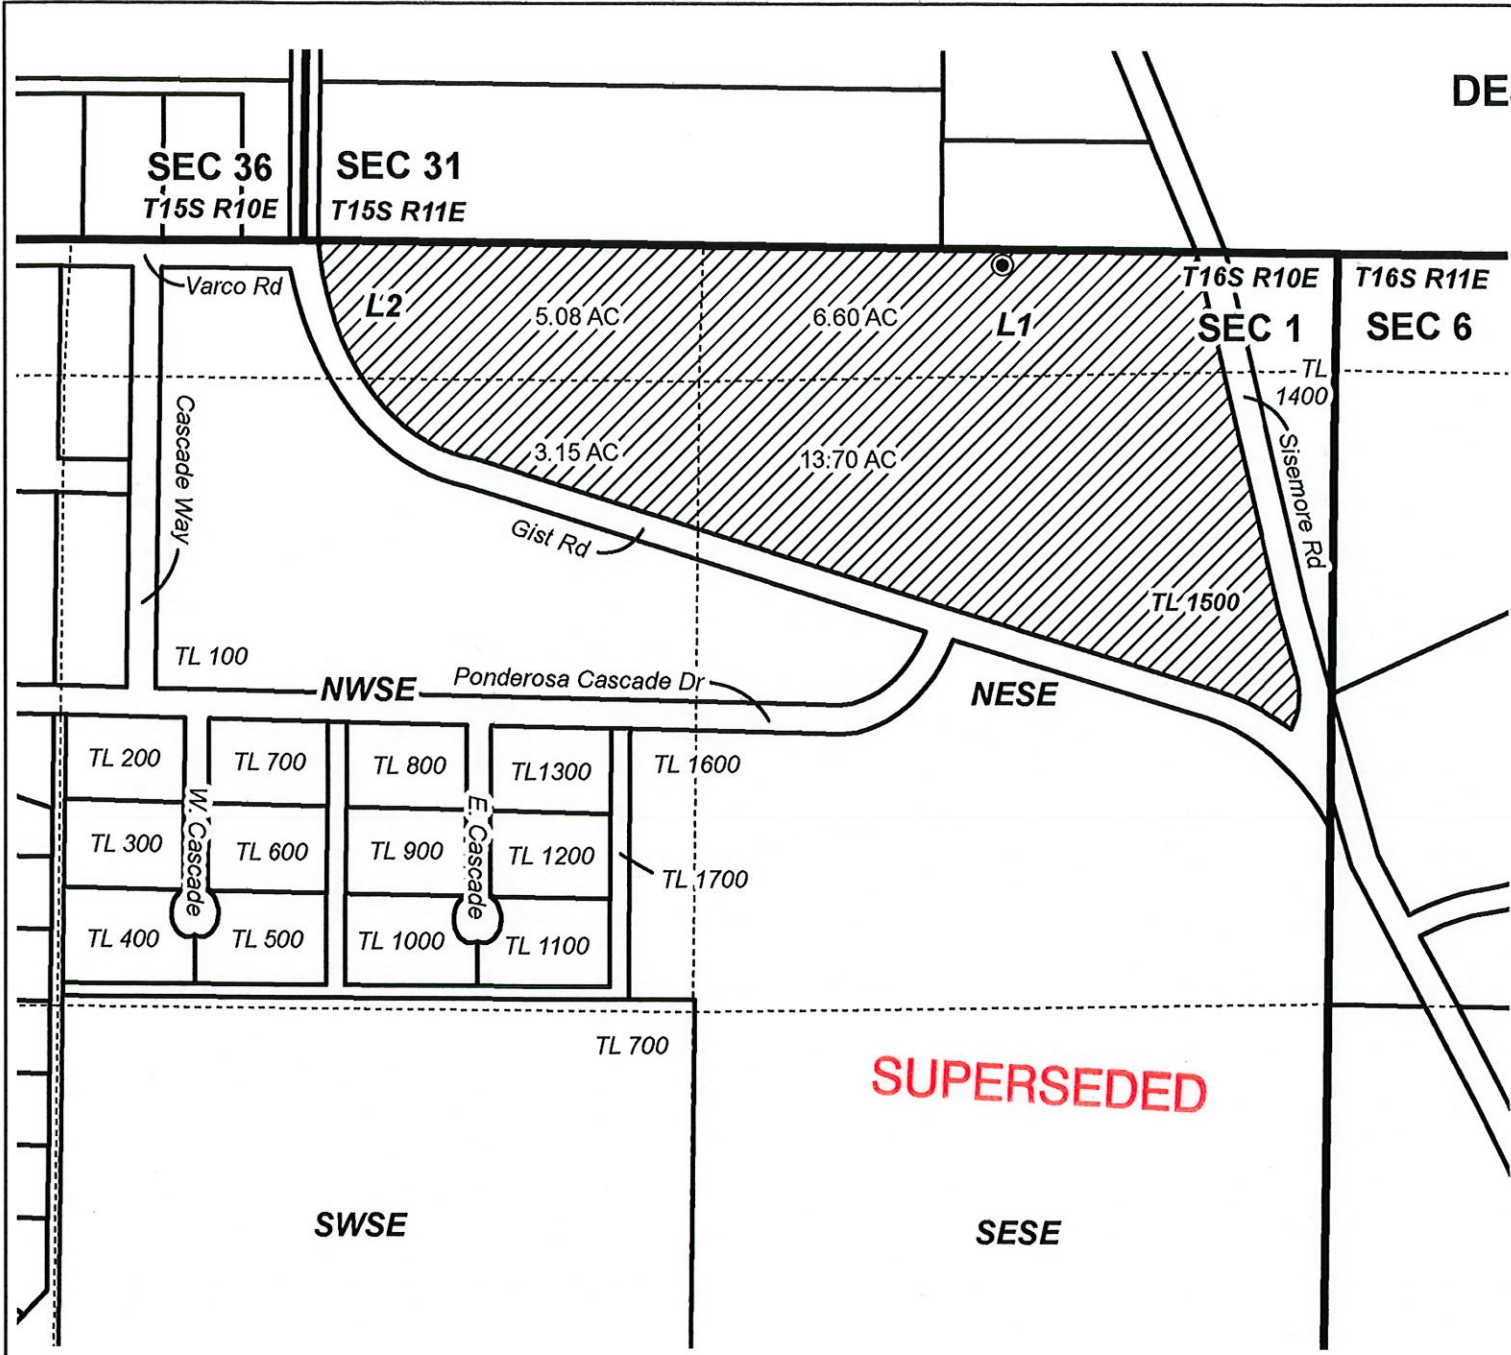 DE
SEC 36
SEC 31
T15S R10E
T15S R11E
T16S R10E
T16S R11E
Varco Rd
L2
5.08 AC
6.60 AC
L1
SEC 1
SEC 6
TL
1400
Cascade Way
3.15 AC
13.70 AC
Sisemore Rd
Gist Rd
TL 1500
TL 100
NWSE
Ponderosa Cascade Dr
NESE
TL 200
TL 700
TL 800
TL1300
TL 1600
W. Cascade
E. Cascade
TL 300
TL 600
TL 900
TL 1200
TL 1700
TL 400
TL 500
TL 1000
TL 1100
TL 700
SUPERSEDED
SWSE
SESE